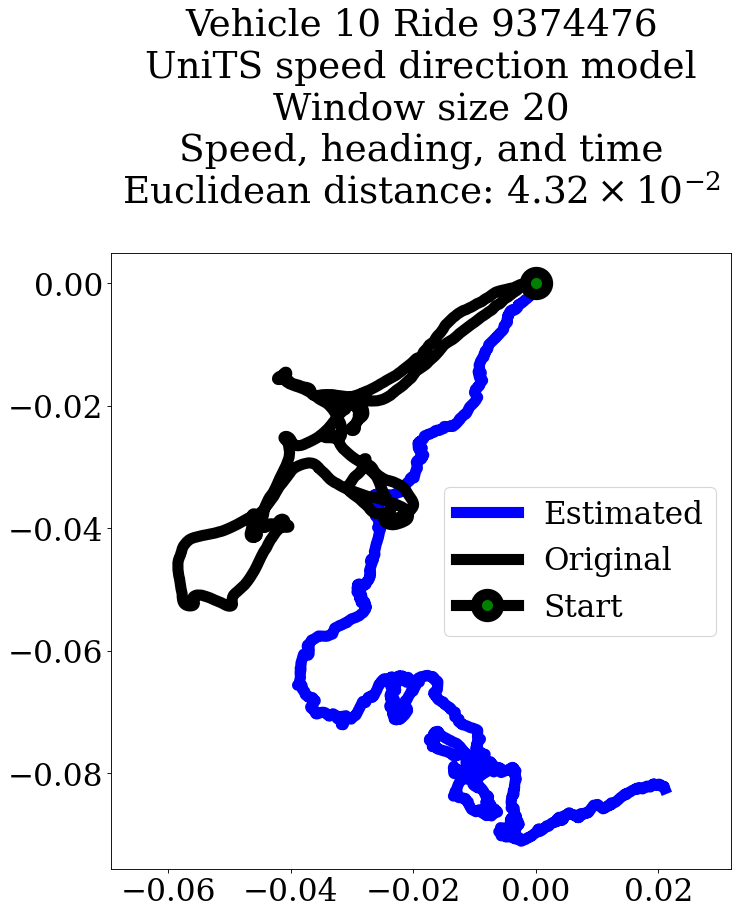 Vehicle 10 Ride 9374476
UniTS speed direction model
Window size 20
Speed, heading, and time
Euclidean distance: 4.32 × 10⁻²
0.00
−0.02
−0.04
−0.06
−0.08
Estimated
Original
Start
−0.06 −0.04 −0.02 0.00 0.02